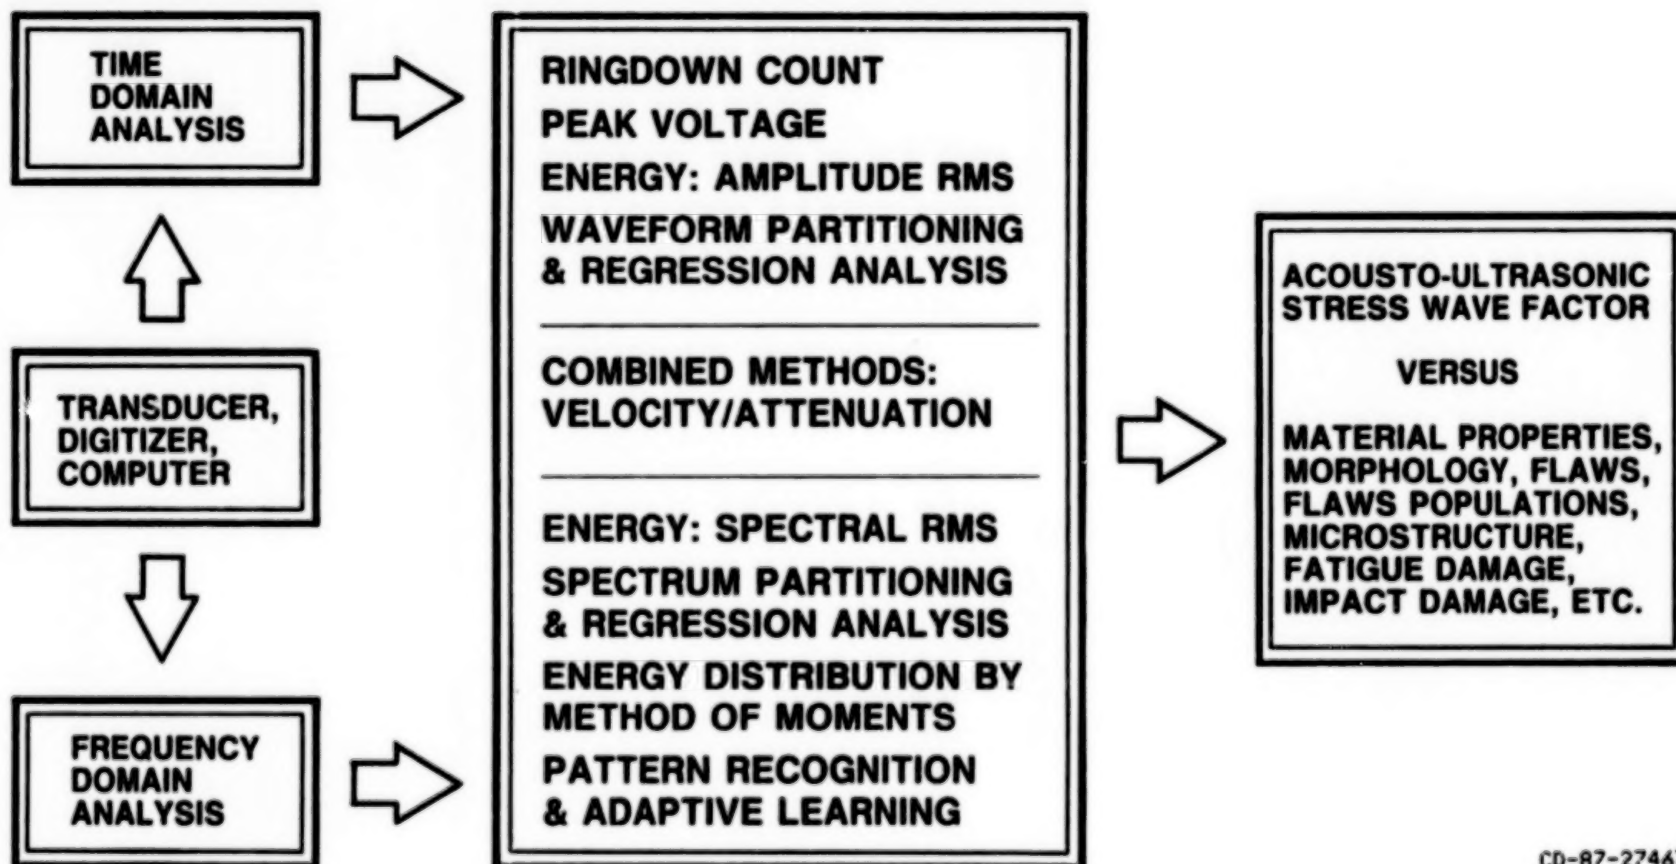 TIME
DOMAIN
ANALYSIS
TRANSDUCER,
DIGITIZER,
COMPUTER
FREQUENCY
DOMAIN
ANALYSIS
RINGDOWN COUNT
PEAK VOLTAGE
ENERGY: AMPLITUDE RMS
WAVEFORM PARTITIONING
& REGRESSION ANALYSIS
COMBINED METHODS:
VELOCITY/ATTENUATION
ENERGY: SPECTRAL RMS
SPECTRUM PARTITIONING
& REGRESSION ANALYSIS
ENERGY DISTRIBUTION BY
METHOD OF MOMENTS
PATTERN RECOGNITION
& ADAPTIVE LEARNING
ACOUSTO-ULTRASONIC
STRESS WAVE FACTOR
VERSUS
MATERIAL PROPERTIES,
MORPHOLOGY, FLAWS,
FLAWS POPULATIONS,
MICROSTRUCTURE,
FATIGUE DAMAGE,
IMPACT DAMAGE, ETC.